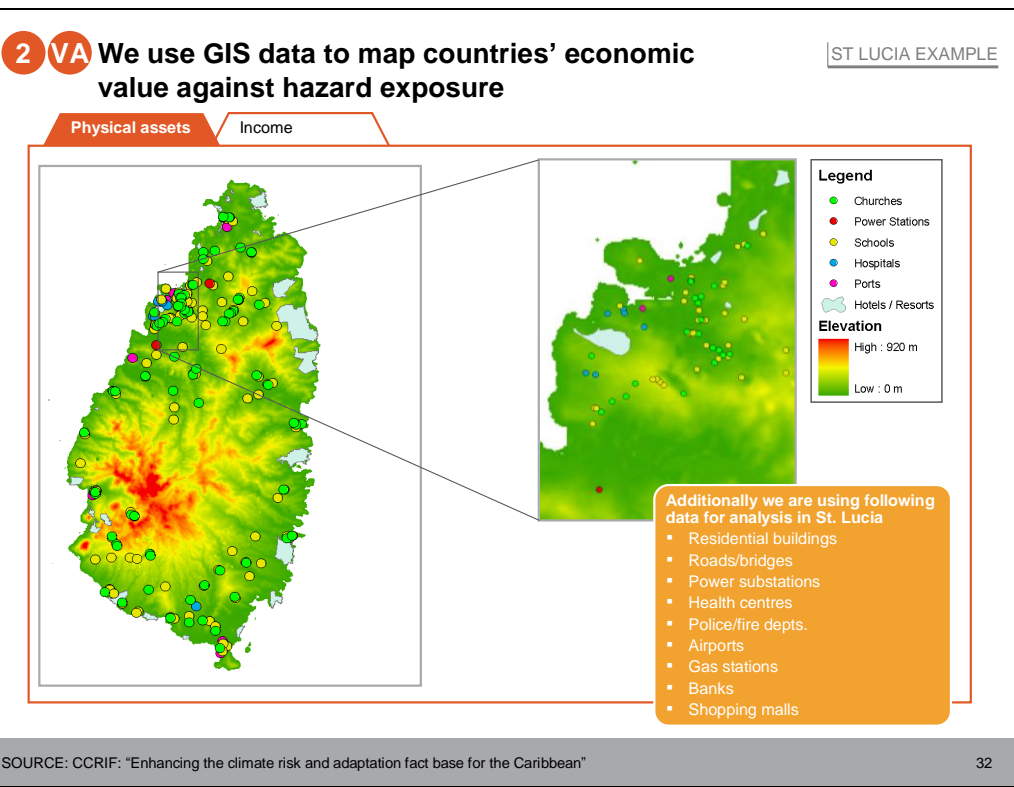 2 VA We use GIS data to map countries' economic
value against hazard exposure
ST LUCIA EXAMPLE
Physical assets
Income
Legend
Churches
Power Stations
Schools
Hospitals
Ports
Hotels / Resorts
Elevation
High : 920 m
Low : 0 m
Additionally we are using following
data for analysis in St. Lucia
▪ Residential buildings
▪ Roads/bridges
▪ Power substations
▪ Health centres
▪ Police/fire depts.
▪ Airports
▪ Gas stations
▪ Banks
▪ Shopping malls
SOURCE: CCRIF: "Enhancing the climate risk and adaptation fact base for the Caribbean"
32